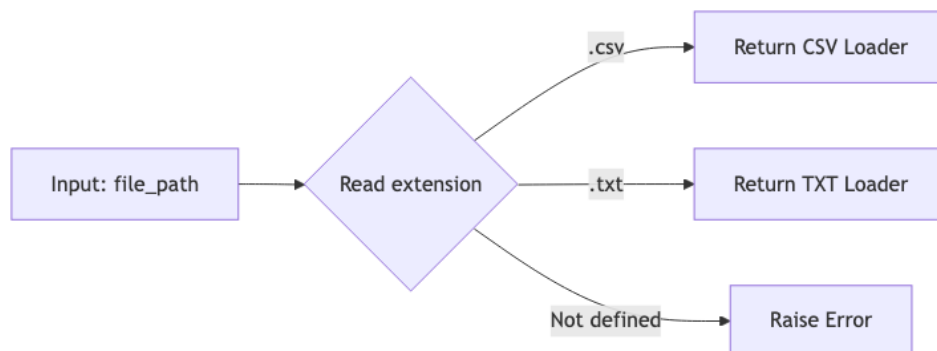 .csv
Return CSV Loader
Input: file_path
Read extension
.txt
Return TXT Loader
Not defined
Raise Error